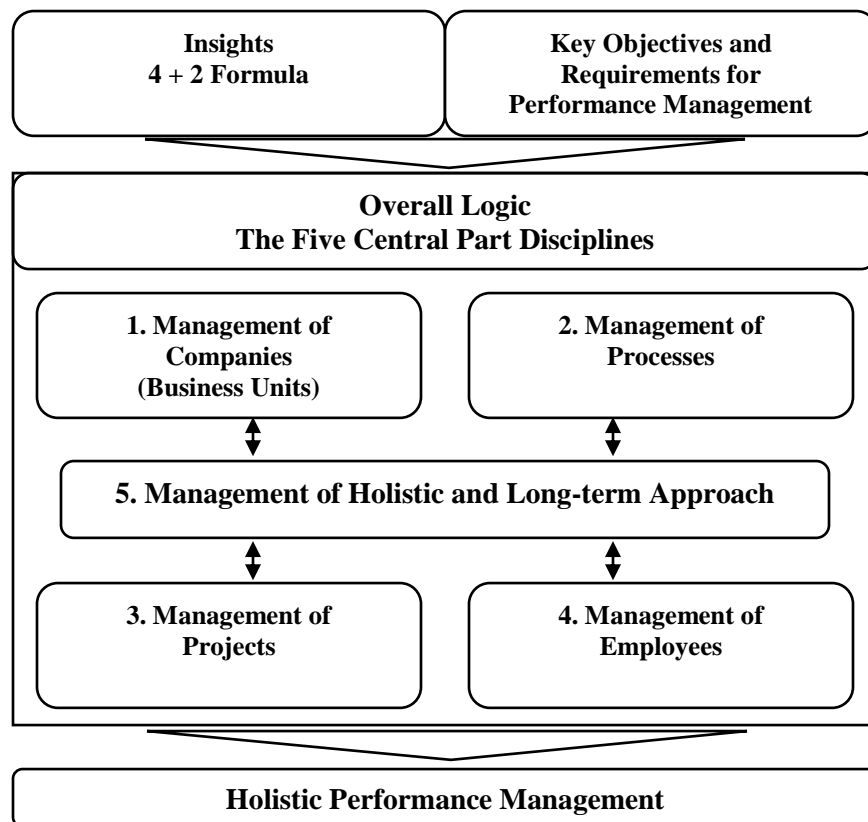 Insights
4 + 2 Formula
Key Objectives and
Requirements for
Performance Management
Overall Logic
The Five Central Part Disciplines
1. Management of
Companies
(Business Units)
2. Management of
Processes
5. Management of Holistic and Long-term Approach
3. Management of
Projects
4. Management of
Employees
Holistic Performance Management